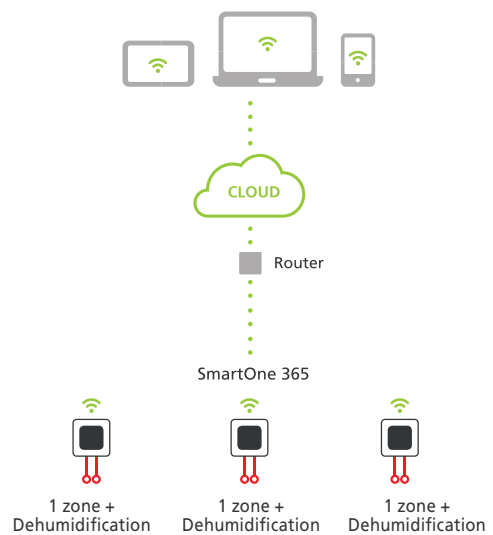 CLOUD
Router
SmartOne 365
1 zone +
Dehumidification
1 zone +
Dehumidification
1 zone +
Dehumidification